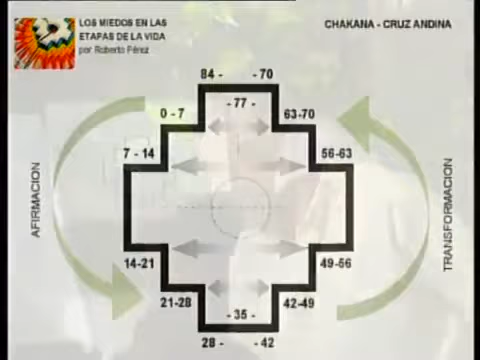 LOS MIEDOS EN LAS
ETAPAS DE LA VIDA
por Roberto Pérez
CHAKANA - CRUZ ANDINA
84 - - 70
- 77 -
0 - 7
63-70
7 - 14
56-63
AFIRMACION
TRANSFORMACION
14-21
49-56
21-28
42-49
- 35 -
28 - - 42